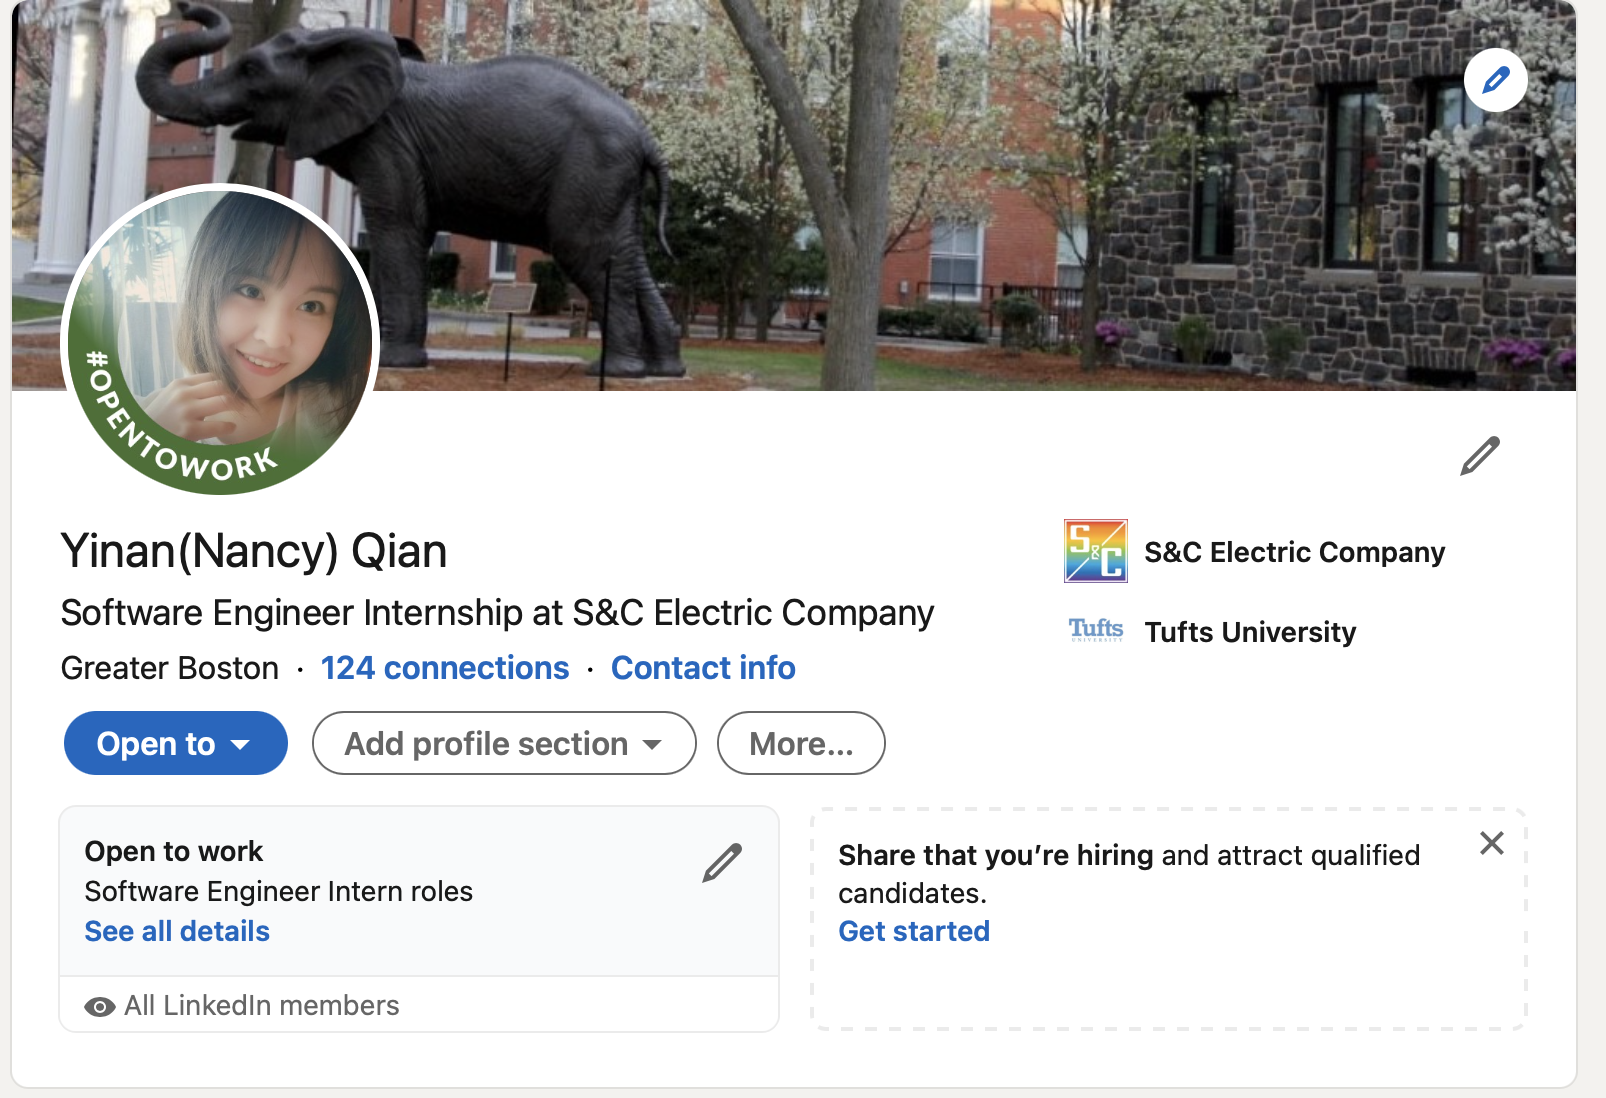 #OPENTOWORK
Yinan(Nancy) Qian
Software Engineer Internship at S&C Electric Company
Greater Boston · 124 connections · Contact info
S&C
S&C Electric Company
Tufts
UNIVERSITY
Tufts University
Open to
Add profile section
More...
Open to work
Software Engineer Intern roles
See all details
All LinkedIn members
Share that you’re hiring and attract qualified
candidates.
Get started